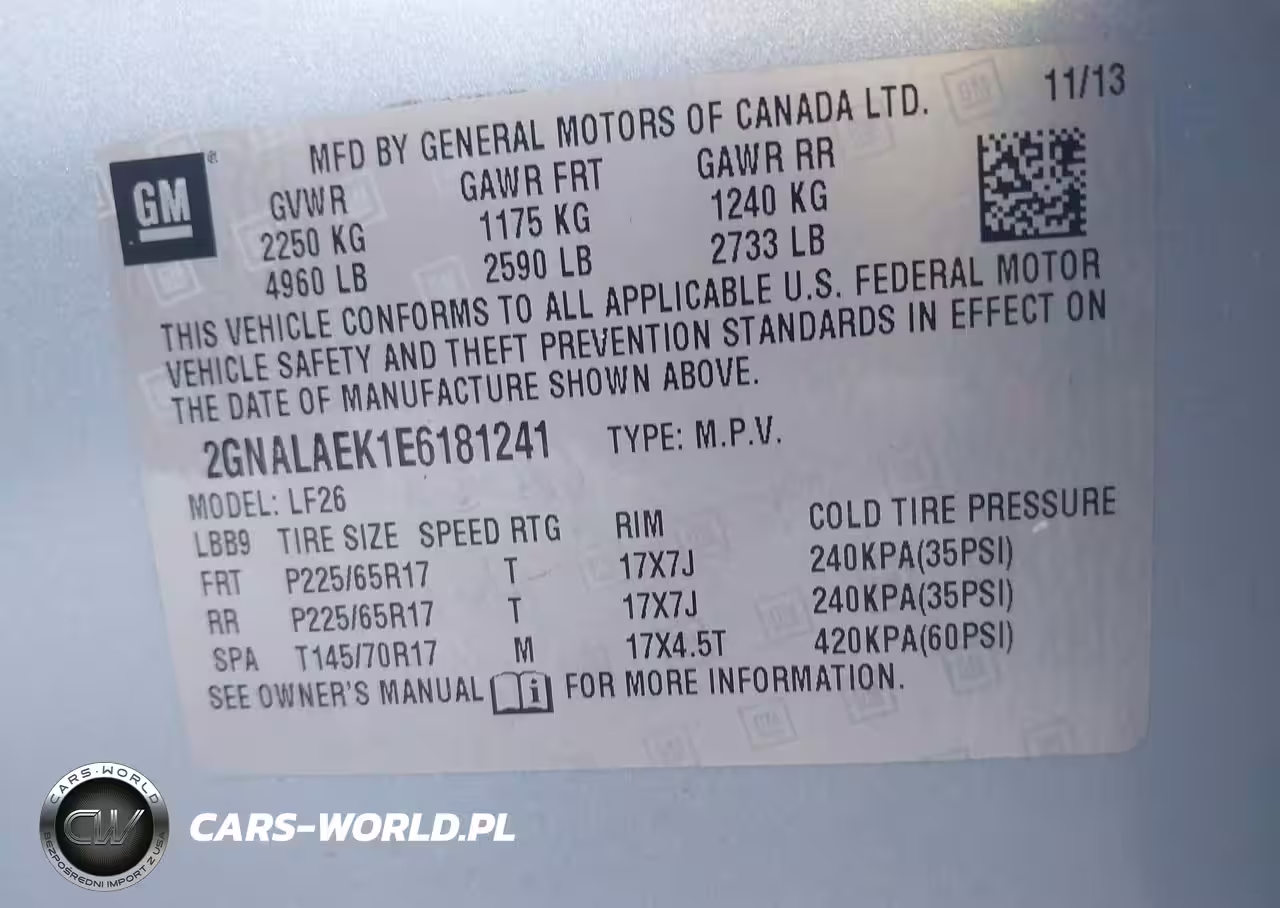 11/13
MFD BY GENERAL MOTORS OF CANADA LTD.
GM ®
GVWR GAWR FRT GAWR RR
2250 KG 1175 KG 1240 KG
4960 LB 2590 LB 2733 LB
THIS VEHICLE CONFORMS TO ALL APPLICABLE U.S. FEDERAL MOTOR
VEHICLE SAFETY AND THEFT PREVENTION STANDARDS IN EFFECT ON
THE DATE OF MANUFACTURE SHOWN ABOVE.
2GNALAEK1E6181241 TYPE: M.P.V.
MODEL: LF26
LBB9 TIRE SIZE SPEED RTG RIM COLD TIRE PRESSURE
FRT P225/65R17 T 17X7J 240KPA(35PSI)
RR P225/65R17 T 17X7J 240KPA(35PSI)
SPA T145/70R17 M 17X4.5T 420KPA(60PSI)
SEE OWNER'S MANUAL i FOR MORE INFORMATION.
CARS-WORLD
CW
BEZPOŚREDNI IMPORT Z USA
CARS-WORLD.PL